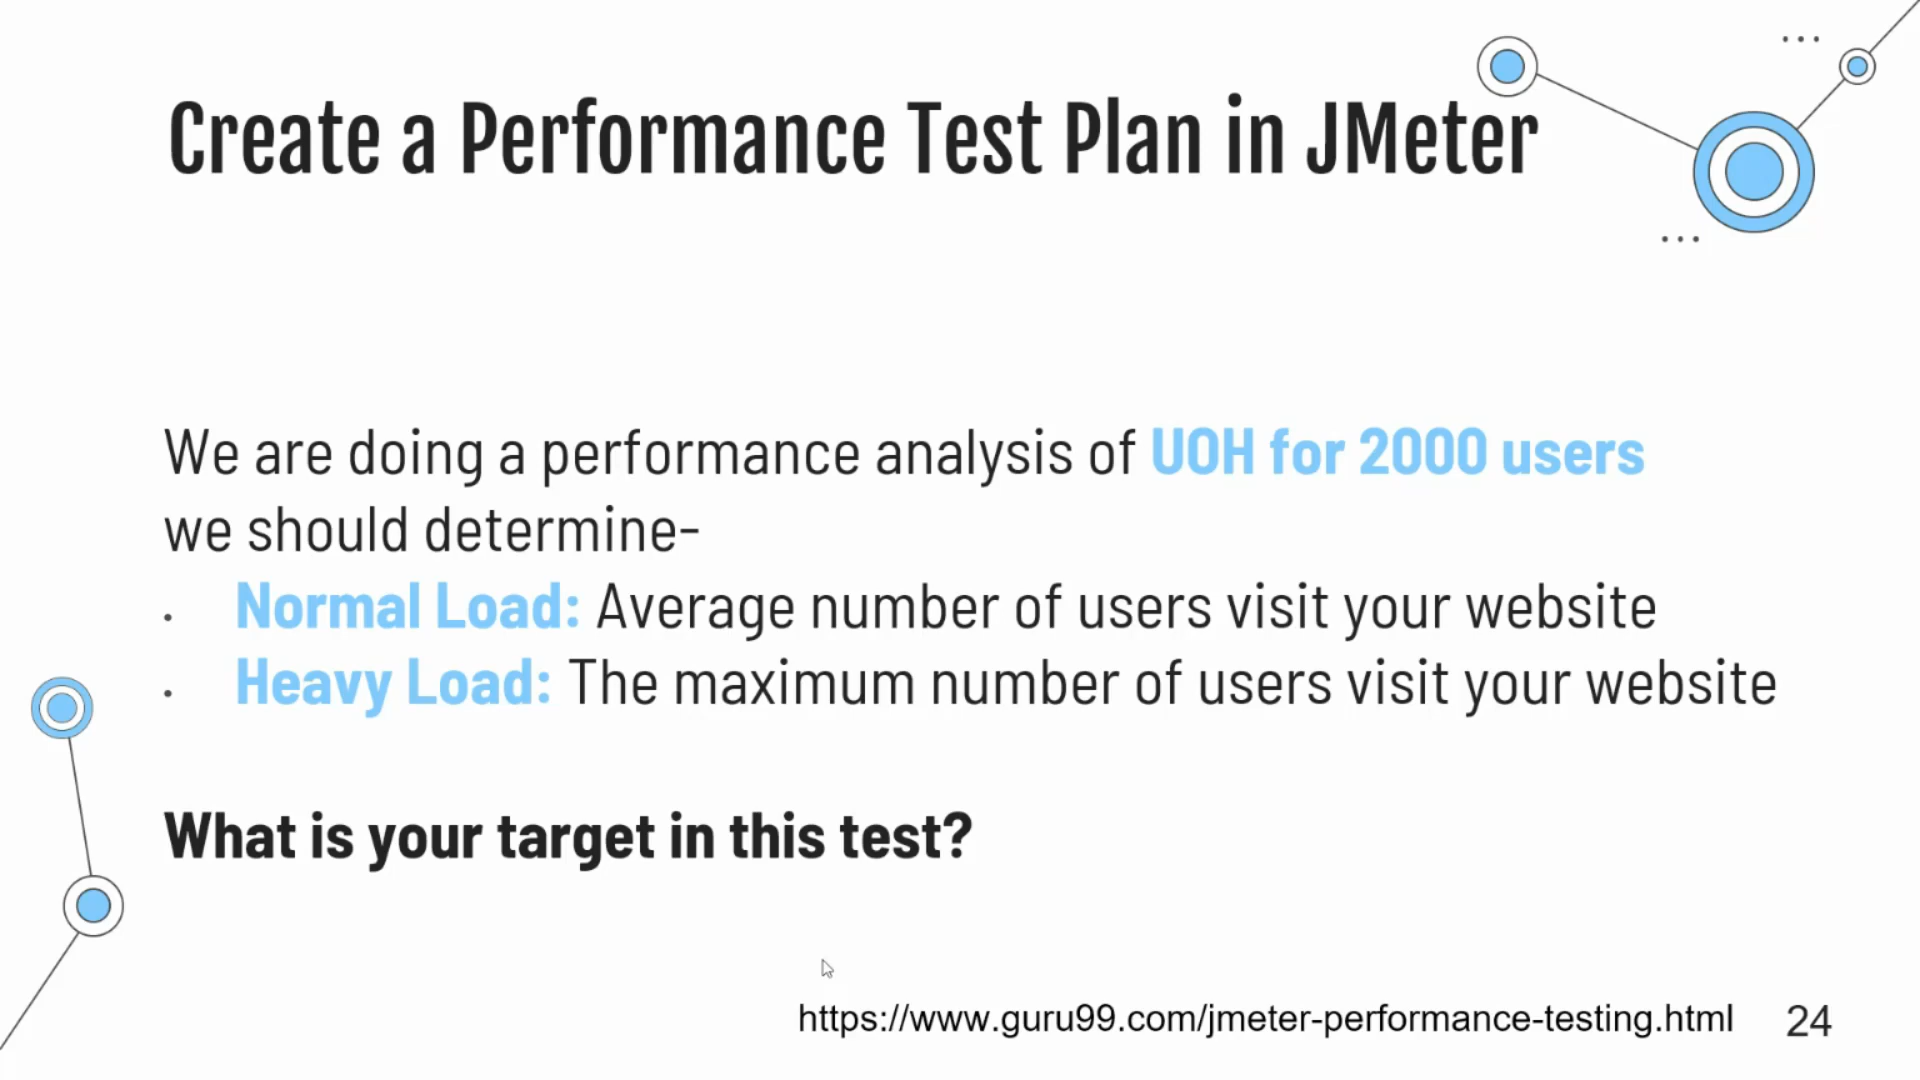 Create a Performance Test Plan in JMeter
We are doing a performance analysis of UOH for 2000 users
we should determine-
• Normal Load: Average number of users visit your website
• Heavy Load: The maximum number of users visit your website
What is your target in this test?
https://www.guru99.com/jmeter-performance-testing.html 24